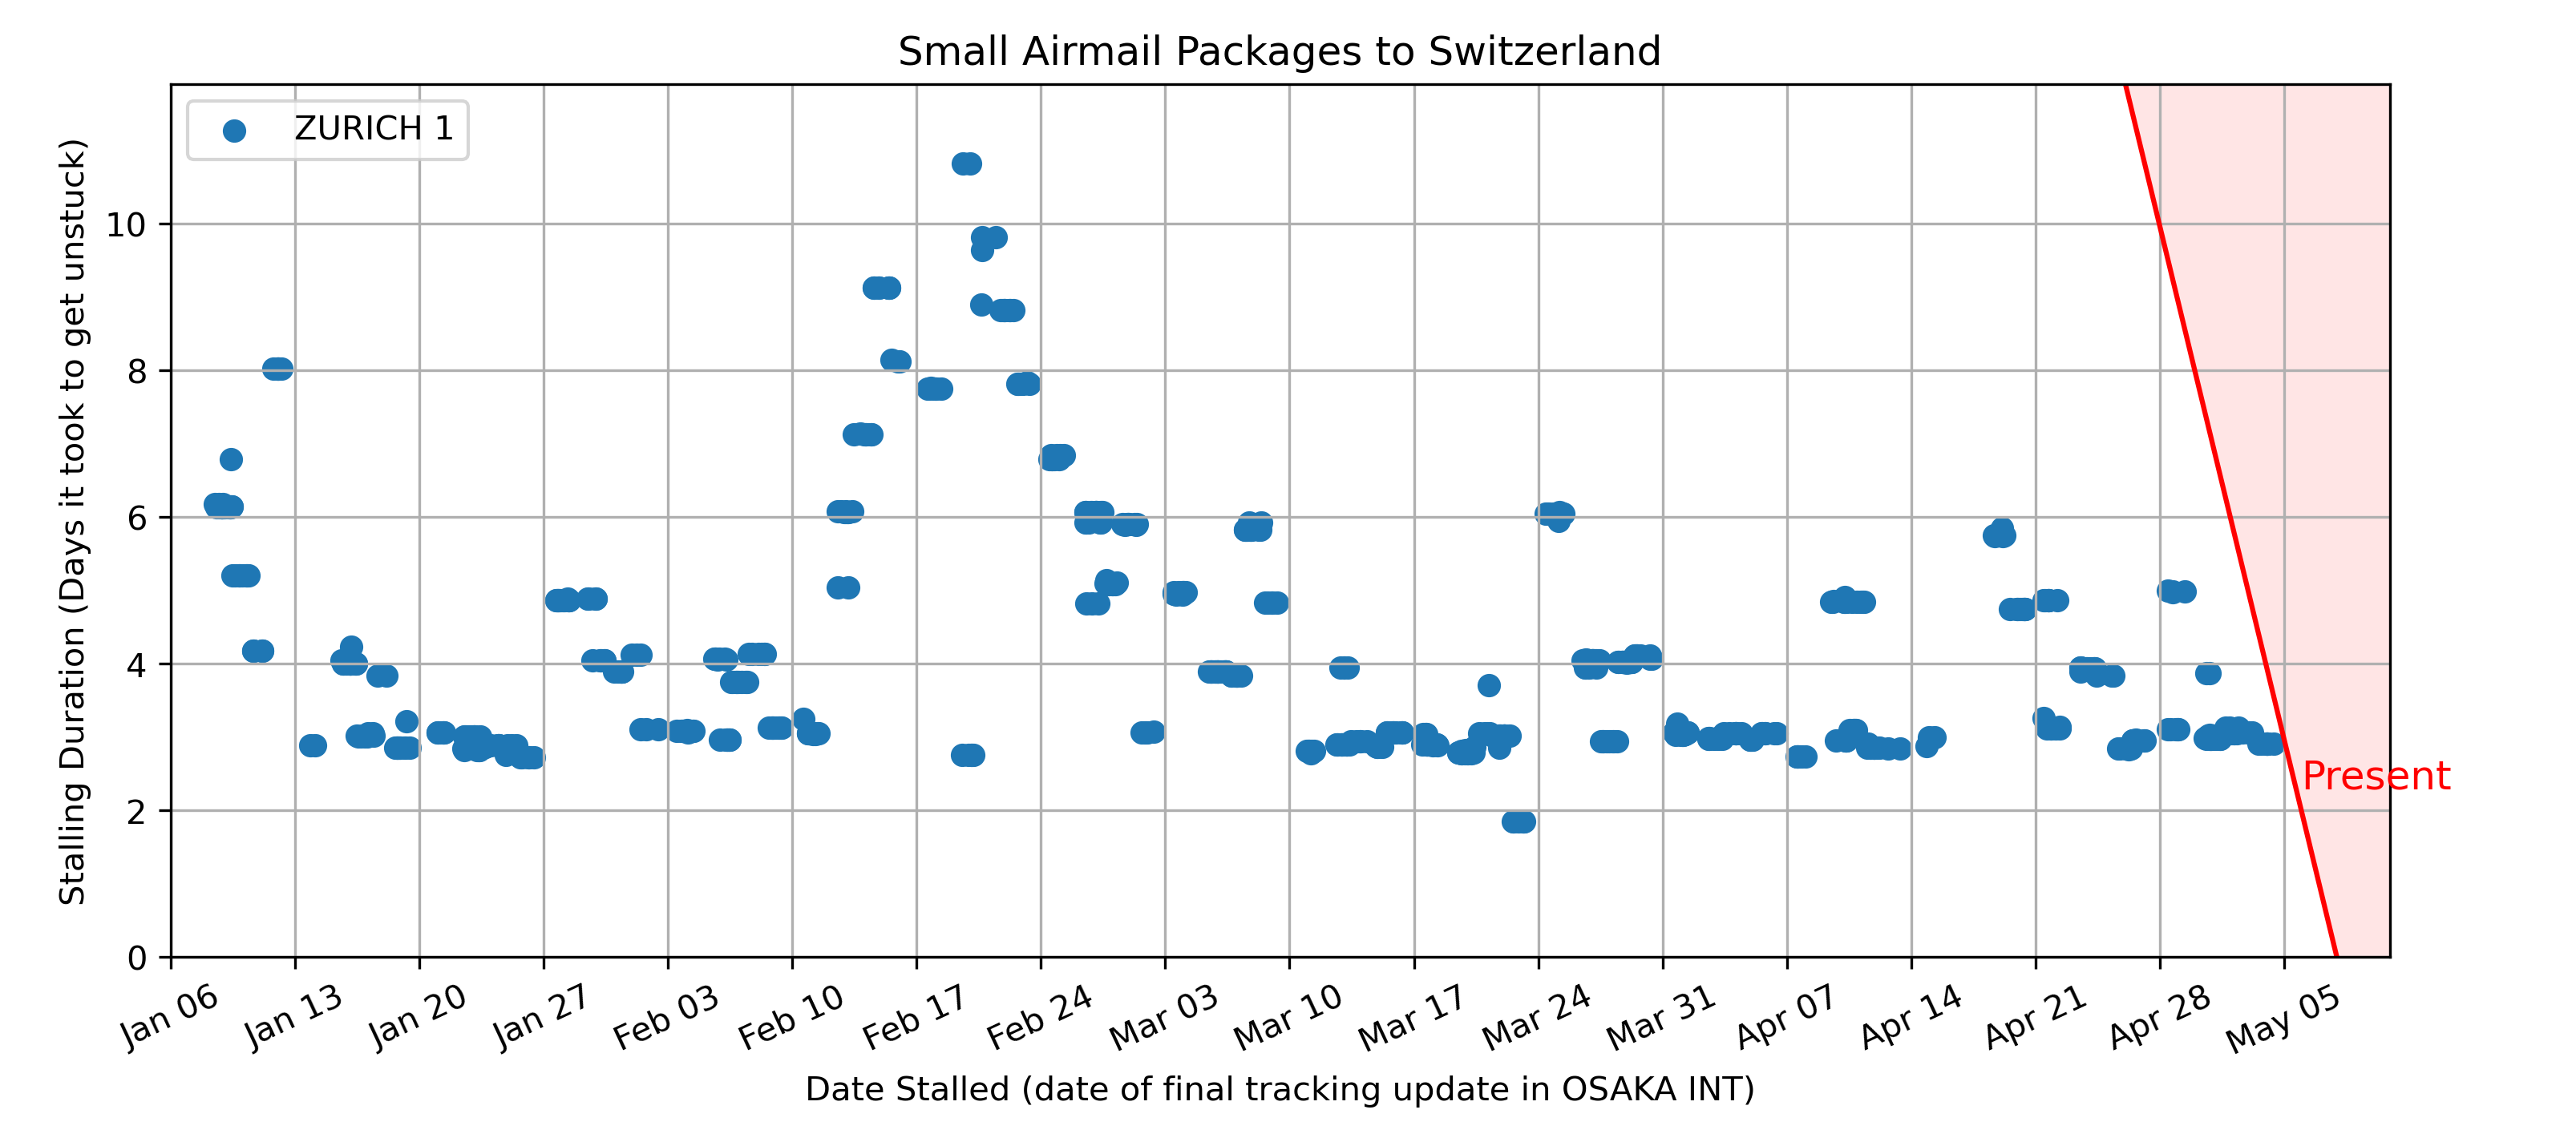 Small Airmail Packages to Switzerland
ZURICH 1
Stalling Duration (Days it took to get unstuck)
10
8
6
4
2
0
Present
Jan 06
Jan 13
Jan 20
Jan 27
Feb 03
Feb 10
Feb 17
Feb 24
Mar 03
Mar 10
Mar 17
Mar 24
Mar 31
Apr 07
Apr 14
Apr 21
Apr 28
May 05
Date Stalled (date of final tracking update in OSAKA INT)